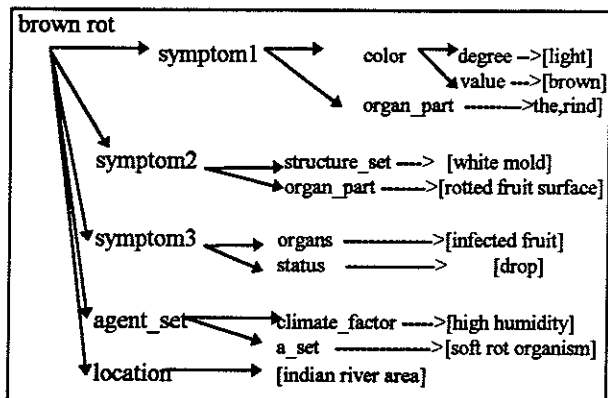 brown rot
symptom1 color degree -->[light]
value --->[brown]
organ_part -------->the,rind]
symptom2 structure_set ----> [white mold]
organ_part ------>[rotted fruit surface]
symptom3 organs ——>[infected fruit]
status ——> [drop]
agent_set climate_factor ---->[high humidity]
a_set ------>[soft rot organism]
location [indian river area]